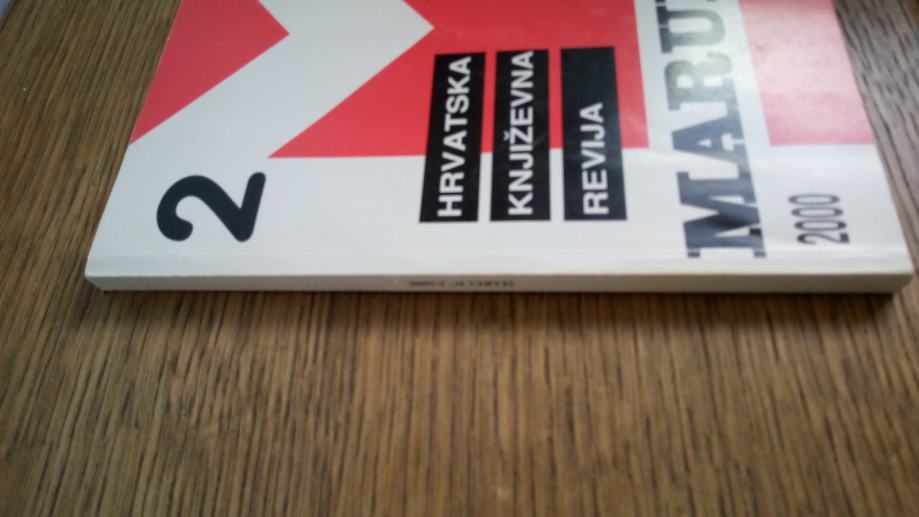 2000
MARU
REVIJA
KNJIŽEVNA
HRVATSKA
2